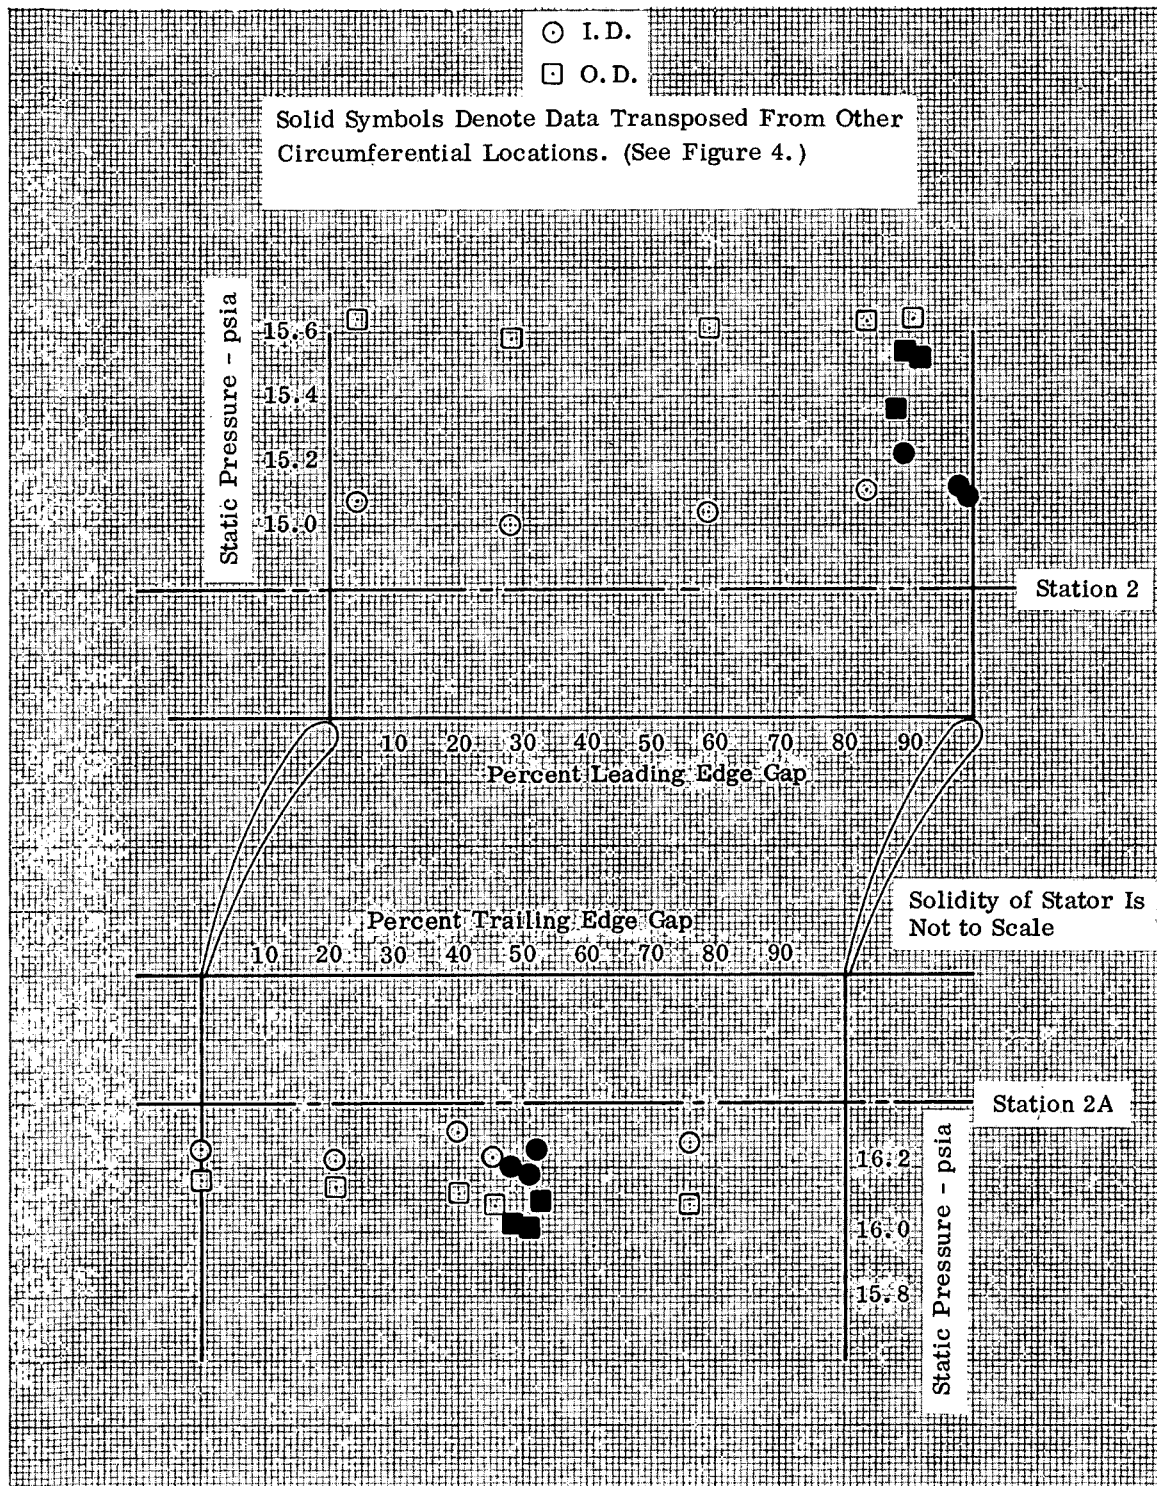 I.D.
O.D.
Solid Symbols Denote Data Transposed From Other
Circumferential Locations. (See Figure 4.)
Static Pressure - psia
15.6
15.4
15.2
15.0
Station 2
10 20 30 40 50 60 70 80 90
Percent Leading Edge Gap
Solidity of Stator Is
Not to Scale
Percent Trailing Edge Gap
10 20 30 40 50 60 70 80 90
Station 2A
16.2
16.0
15.8
Static Pressure - psia